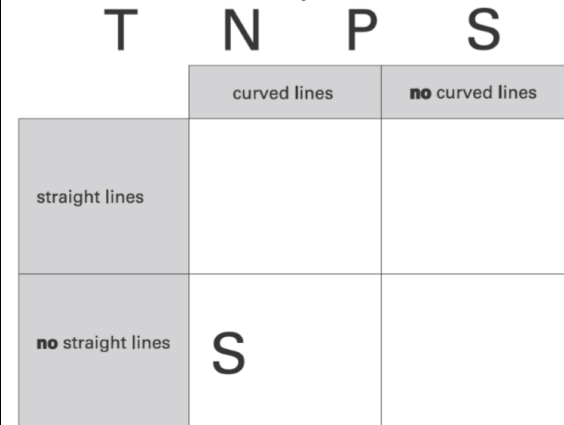 T N P S
curved lines no curved lines
straight lines
no straight lines S